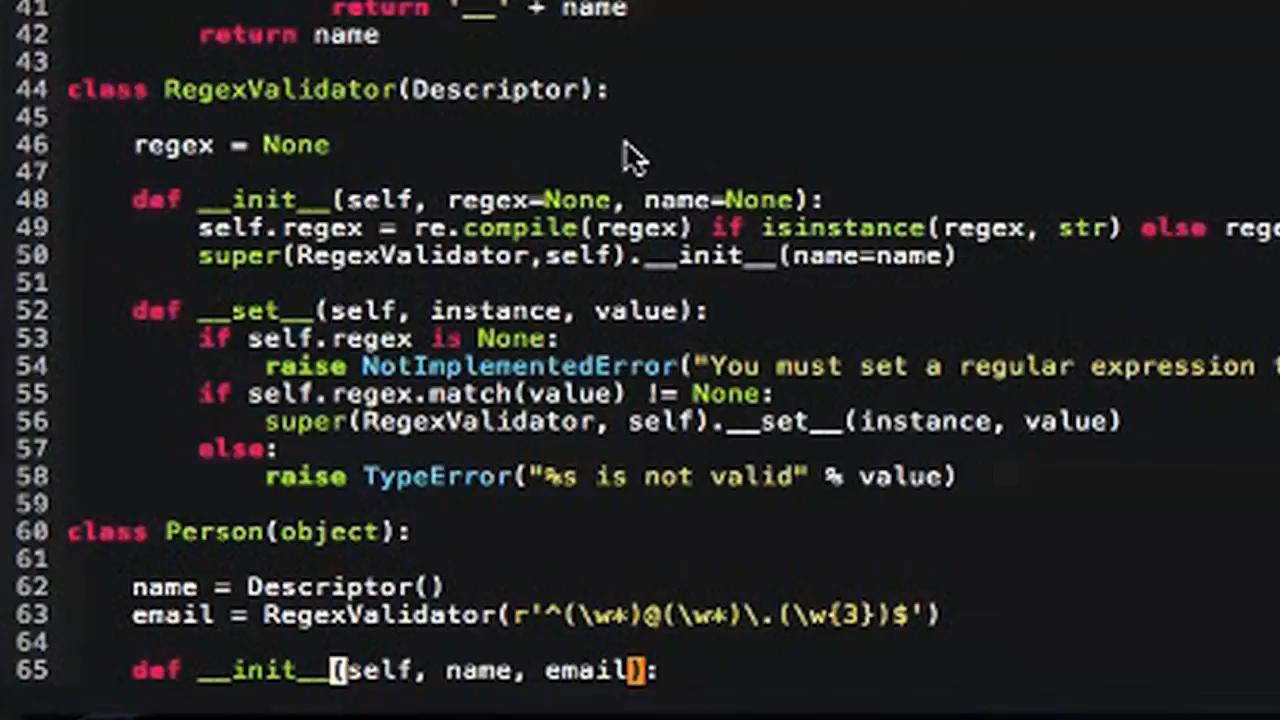 41                 return '__' + name
42         return name
43
44 class RegexValidator(Descriptor):
45
46     regex = None
47
48     def __init__(self, regex=None, name=None):
49         self.regex = re.compile(regex) if isinstance(regex, str) else
50         super(RegexValidator,self).__init__(name=name)
51
52     def __set__(self, instance, value):
53         if self.regex is None:
54             raise NotImplementedError("You must set a regular expression
55         if self.regex.match(value) != None:
56             super(RegexValidator, self).__set__(instance, value)
57         else:
58             raise TypeError("%s is not valid" % value)
59
60 class Person(object):
61
62     name = Descriptor()
63     email = RegexValidator(r'^(\w*)@(\w*)\.(\w{3})$')
64
65     def __init__(self, name, email):